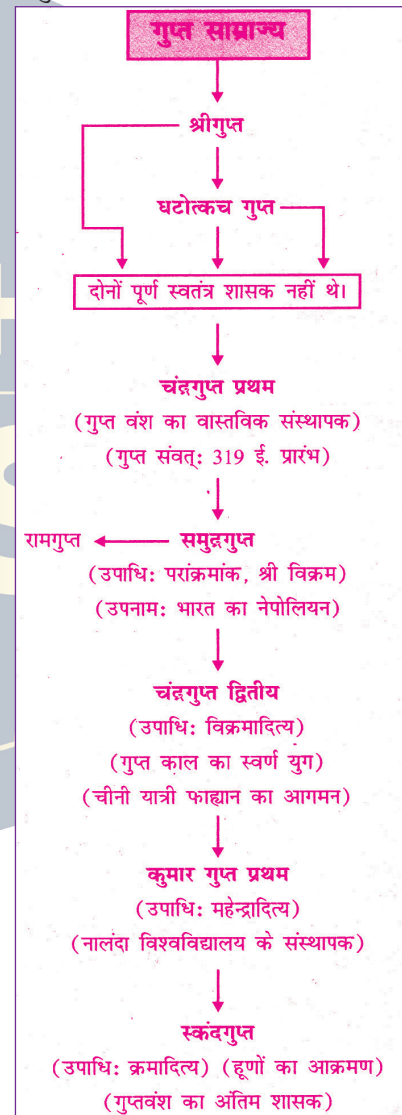 गुप्त साम्राज्य
श्रीगुप्त
घटोत्कच गुप्त
दोनों पूर्ण स्वतंत्र शासक नहीं थे।
चंद्रगुप्त प्रथम
(गुप्त वंश का वास्तविक संस्थापक)
(गुप्त संवत्: 319 ई. प्रारंभ)
रामगुप्त समुद्रगुप्त
(उपाधि: परांक्रमांक, श्री विक्रम)
(उपनाम: भारत का नेपोलियन)
चंद्रगुप्त द्वितीय
(उपाधि: विक्रमादित्य)
(गुप्त काल का स्वर्ण युग)
(चीनी यात्री फाह्यान का आगमन)
कुमार गुप्त प्रथम
(उपाधि: महेन्द्रादित्य)
(नालंदा विश्वविद्यालय के संस्थापक)
स्कंदगुप्त
(उपाधि: क्रमादित्य) (हूणों का आक्रमण)
(गुप्तवंश का अंतिम शासक)